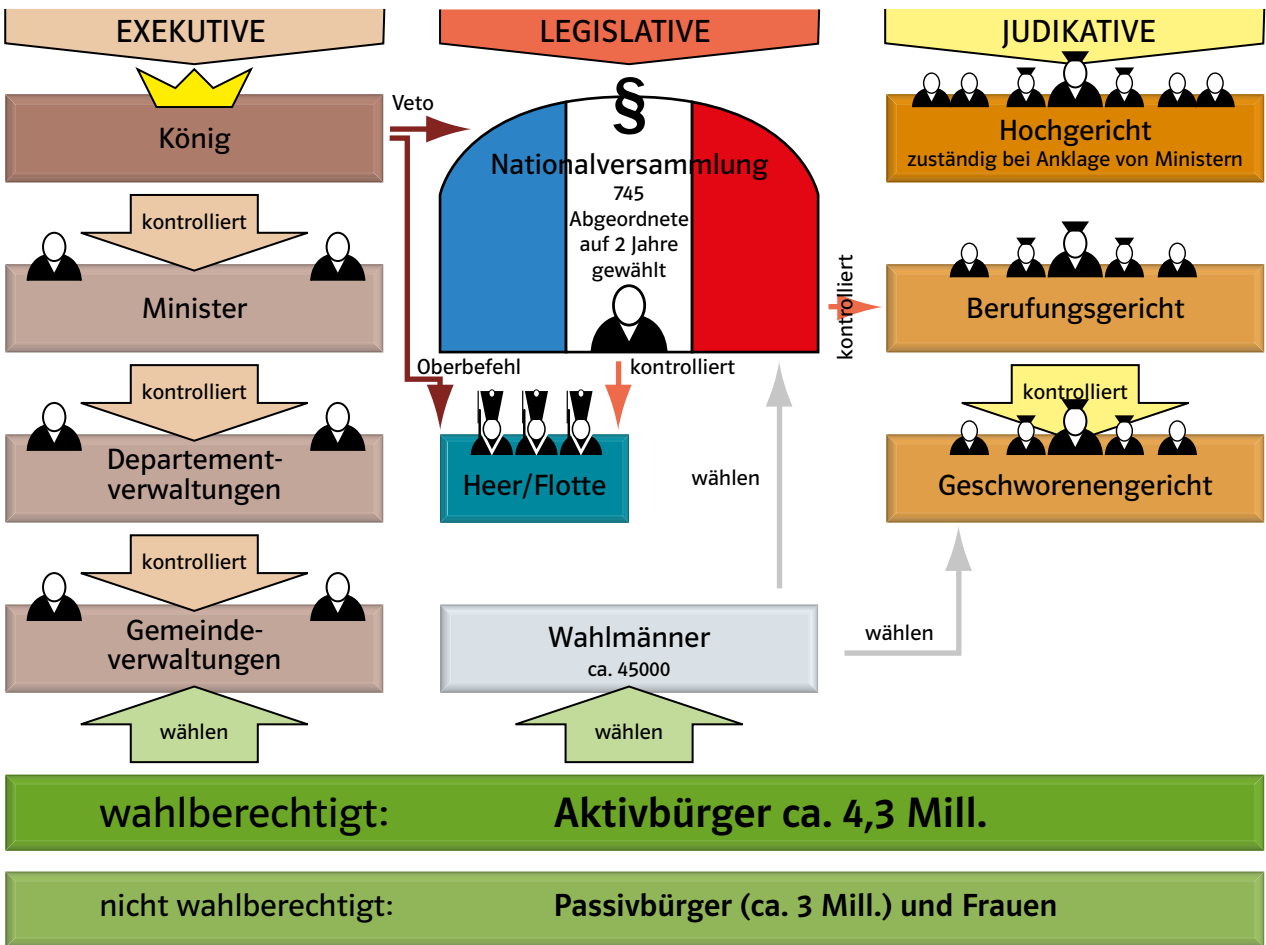 EXEKUTIVE
LEGISLATIVE
JUDIKATIVE
König
Veto
§
Nationalversammlung
745
Abgeordnete
auf 2 Jahre
gewählt
Hochgericht
zuständig bei Anklage von Ministern
kontrolliert
Minister
kontrolliert
Berufungsgericht
Oberbefehl
kontrolliert
kontrolliert
kontrolliert
Departement-
verwaltungen
Heer/Flotte
wählen
Geschworenengericht
kontrolliert
Gemeinde-
verwaltungen
Wahlmänner
ca. 45000
wählen
wählen
wählen
wahlberechtigt: Aktivbürger ca. 4,3 Mill.
nicht wahlberechtigt: Passivbürger (ca. 3 Mill.) und Frauen